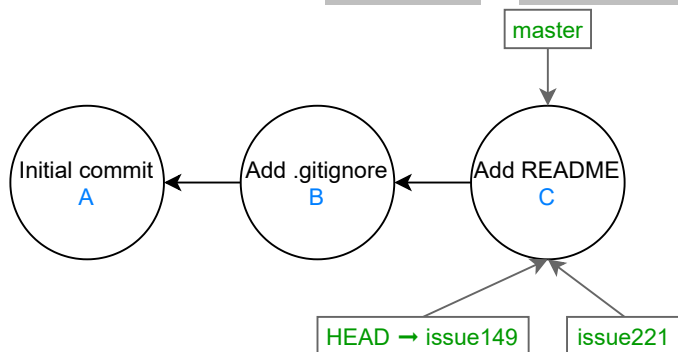 master
Initial commit
A
Add .gitignore
B
Add README
C
HEAD → issue149
issue221